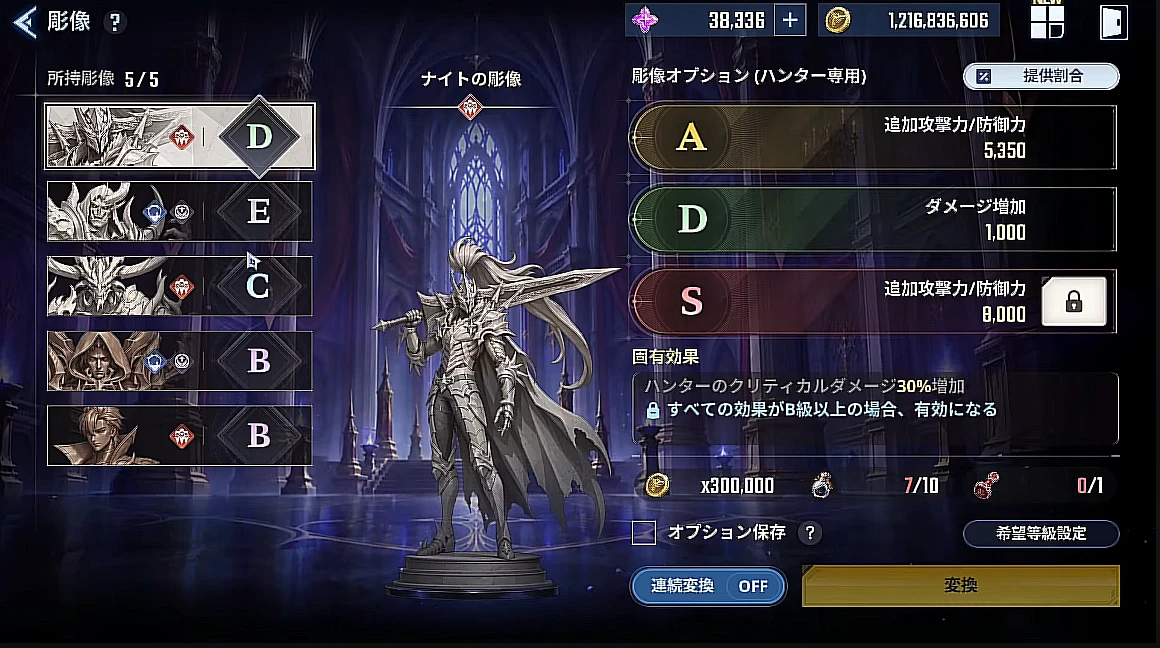 彫像 ?
38,336 +
1,216,836,606
NEW
所持彫像 5/5
D
E
C
B
B
ナイトの彫像
彫像オプション (ハンター専用)
提供割合
A
追加攻撃力/防御力
5,350
D
ダメージ増加
1,000
S
追加攻撃力/防御力
8,000
固有効果
ハンターのクリティカルダメージ30%増加
すべての効果がB級以上の場合、有効になる
x300,000
7/10
0/1
オプション保存 ?
希望等級設定
連続変換 OFF
変換